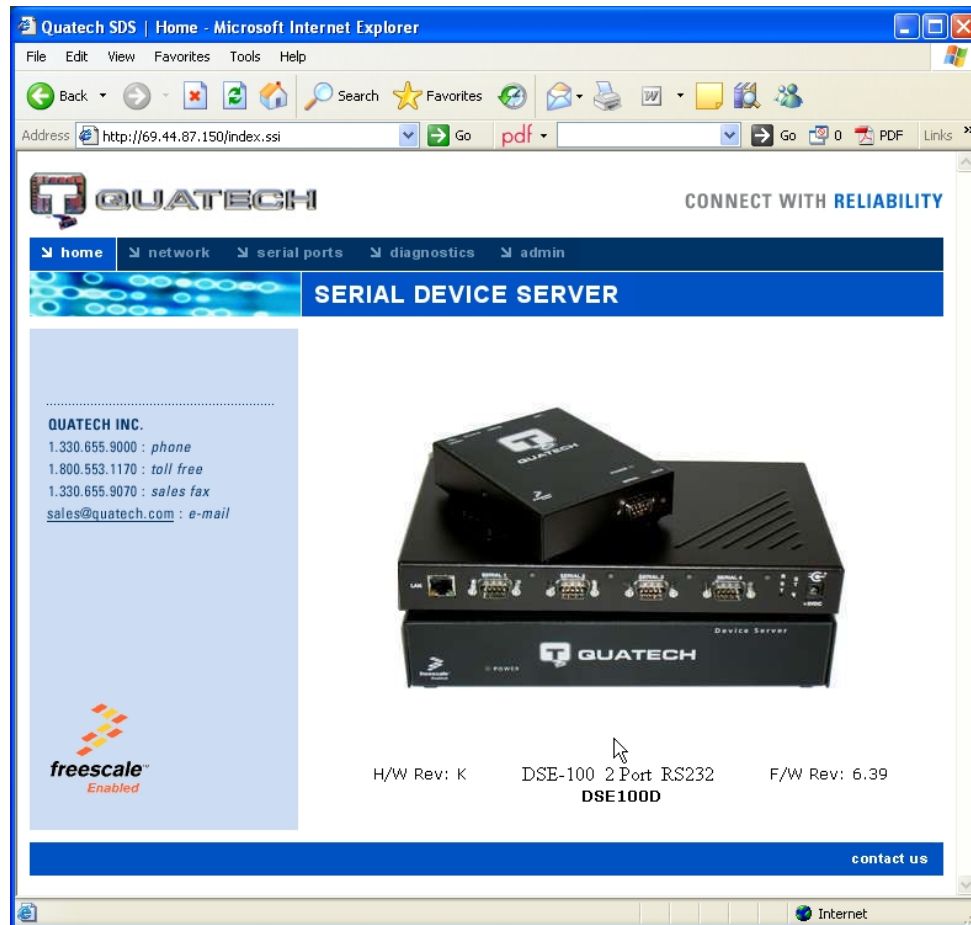 Quatech SDS | Home - Microsoft Internet Explorer
File Edit View Favorites Tools Help
Back Search Favorites
Address http://69.44.87.150/index.ssi Go pdf Go 0 PDF Links »
QUATECH
CONNECT WITH RELIABILITY
home network serial ports diagnostics admin
SERIAL DEVICE SERVER
QUATECH INC.
1.330.655.9000 : phone
1.800.553.1170 : toll free
1.330.655.9070 : sales fax
sales@quatech.com : e-mail
QUATECH
LAN SERIAL 1 SERIAL 2 SERIAL 3 SERIAL 4
Device Server
QUATECH
POWER
freescale™
Enabled
H/W Rev: K DSE-100 2 Port RS232 F/W Rev: 6.39
DSE100D
contact us
Internet